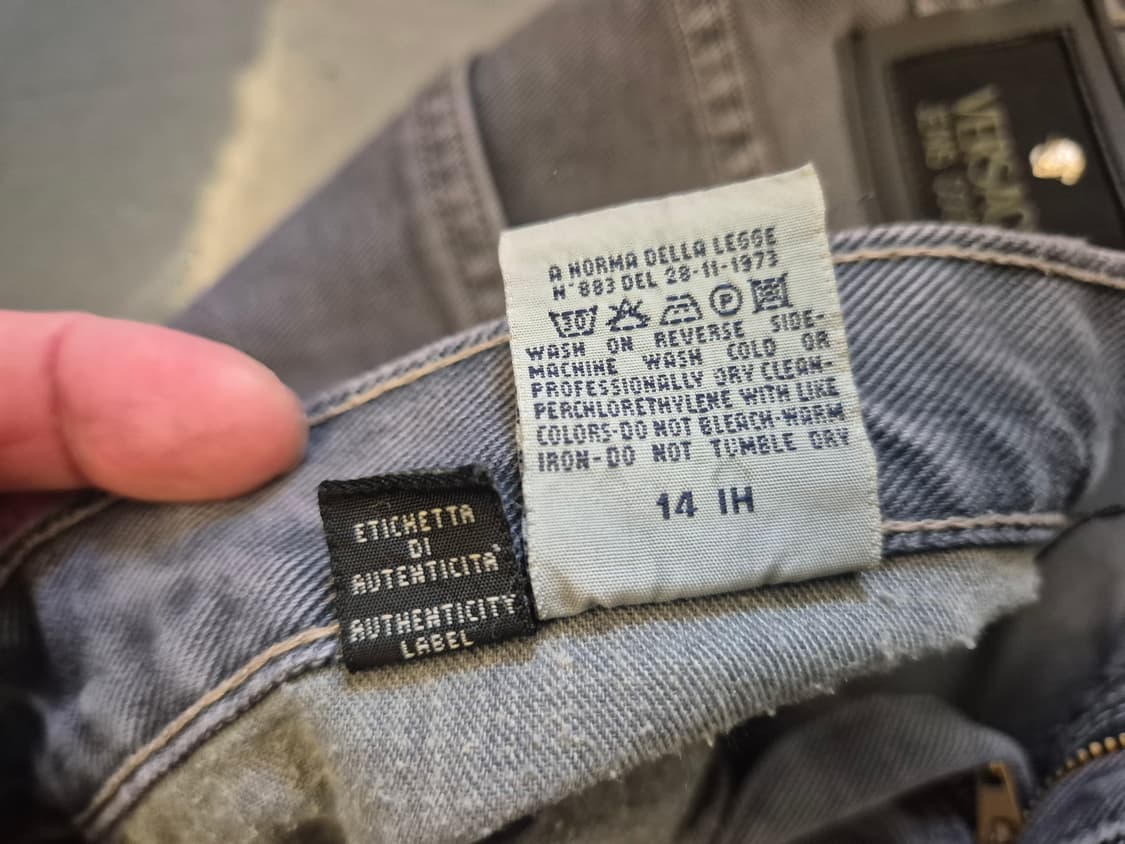 A NORMA DELLA LEGGE
N°883 DEL 28-11-1973
30 P
WASH ON REVERSE SIDE-
MACHINE WASH COLD OR
PROFESSIONALLY DRY CLEAN-
PERCHLORETHYLENE WITH LIKE
COLORS-DO NOT BLEACH-WARM
IRON-DO NOT TUMBLE DRY
14 IH
ETICHETTA
DI
AUTENTICITA'
AUTHENTICITY
LABEL